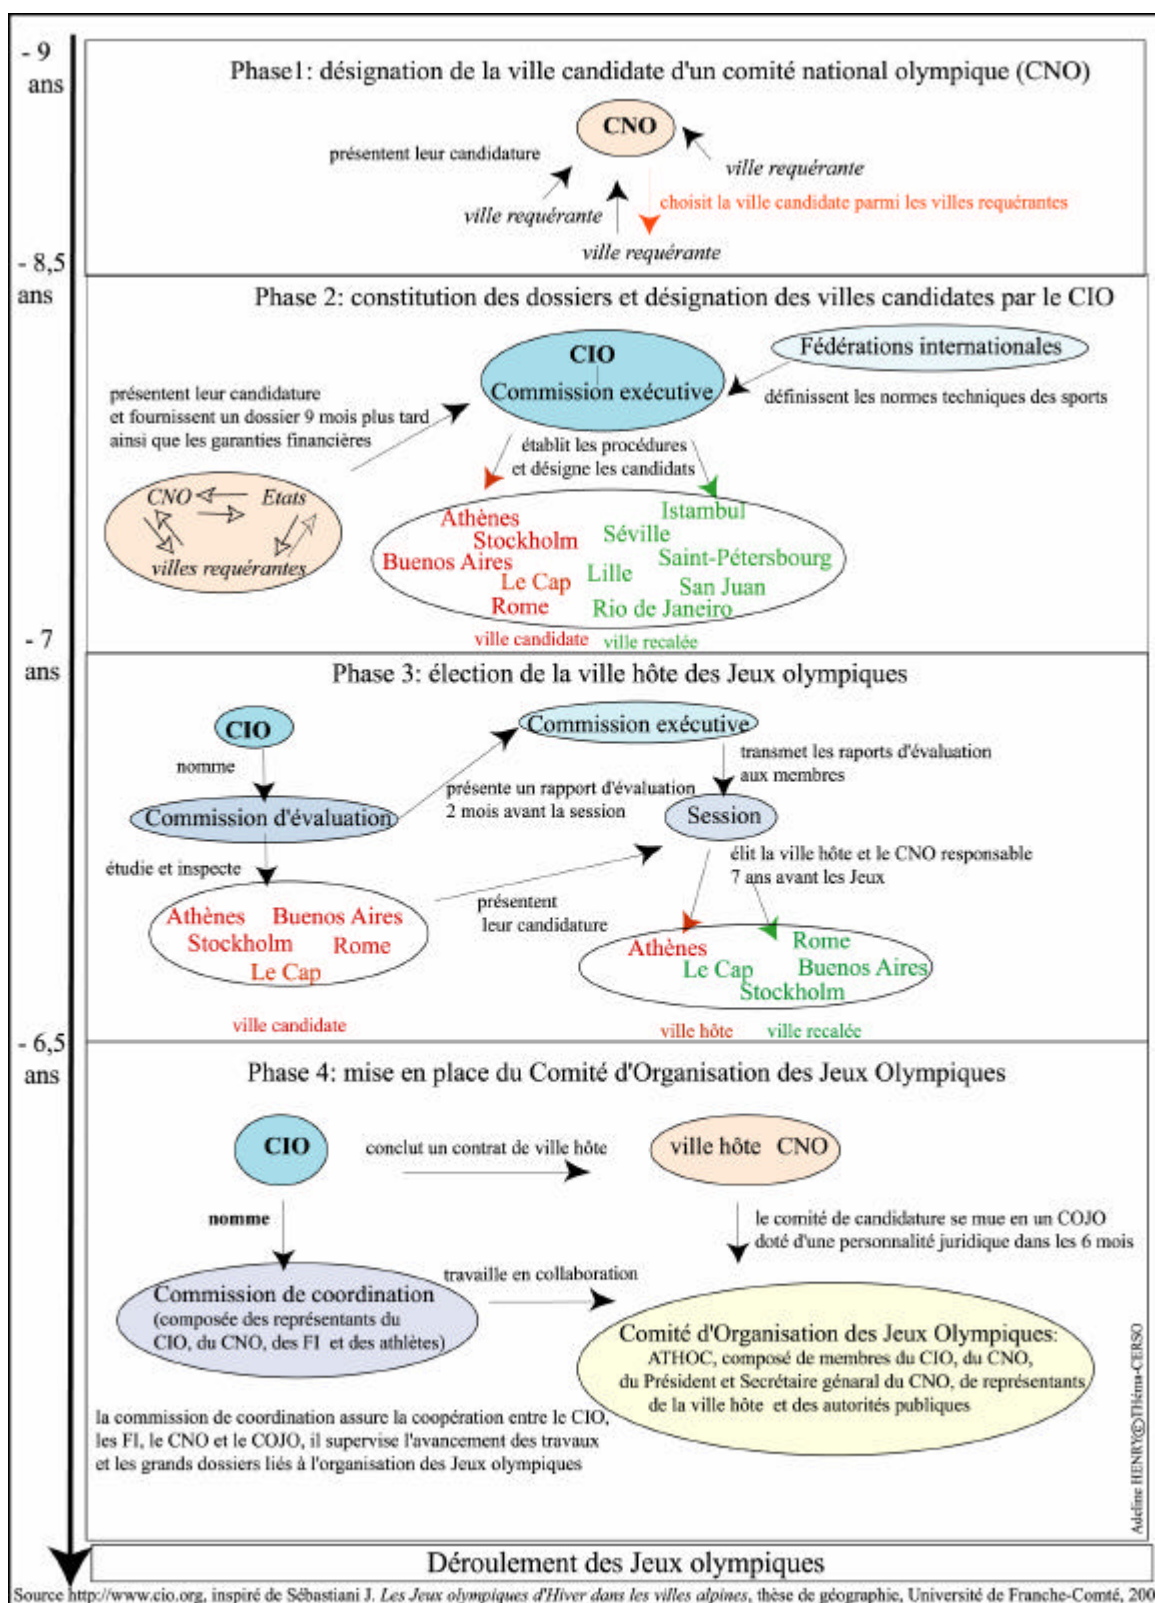 - 9
ans
Phase1: désignation de la ville candidate d'un comité national olympique (CNO)
CNO
présentent leur candidature
ville requérante
choisit la ville candidate parmi les villes requérantes
ville requérante
ville requérante
- 8,5
ans
Phase 2: constitution des dossiers et désignation des villes candidates par le CIO
CIO
Commission exécutive
Fédérations internationales
définissent les normes techniques des sports
présentent leur candidature
et fournissent un dossier 9 mois plus tard
ainsi que les garanties financières
établit les procédures
et désigne les candidats
CNO
Etats
villes requérantes
Athènes
Stockholm
Buenos Aires
Le Cap
Rome
Istambul
Séville
Saint-Pétersbourg
Lille
San Juan
Rio de Janeiro
ville candidate
ville recalée
- 7
ans
Phase 3: élection de la ville hôte des Jeux olympiques
CIO
nomme
Commission d'évaluation
Commission exécutive
présente un rapport d'évaluation
2 mois avant la session
transmet les raports d'évaluation
aux membres
Session
étudie et inspecte
élit la ville hôte et le CNO responsable
7 ans avant les Jeux
Athènes
Buenos Aires
Stockholm
Rome
Le Cap
présentent
leur candidature
Athènes
Rome
Le Cap
Buenos Aires
Stockholm
ville candidate
ville hôte
ville recalée
- 6,5
ans
Phase 4: mise en place du Comité d'Organisation des Jeux Olympiques
CIO
conclut un contrat de ville hôte
ville hôte CNO
nomme
le comité de candidature se mue en un COJO
doté d'une personnalité juridique dans les 6 mois
Commission de coordination
(composée des représentants du
CIO, du CNO, des FI et des athlètes)
travaille en collaboration
Comité d'Organisation des Jeux Olympiques:
ATHOC, composé de membres du CIO, du CNO,
du Président et Secrétaire génaral du CNO, de représentants
de la ville hôte et des autorités publiques
la commission de coordination assure la coopération entre le CIO,
les FI, le CNO et le COJO, il supervise l'avancement des travaux
et les grands dossiers liés à l'organisation des Jeux olympiques
Adeline HENRY@THéma-CERSO
Déroulement des Jeux olympiques
Source http://www.cio.org, inspiré de Sébastiani J. Les Jeux olympiques d'Hiver dans les villes alpines, thèse de géographie, Université de Franche-Comté, 200